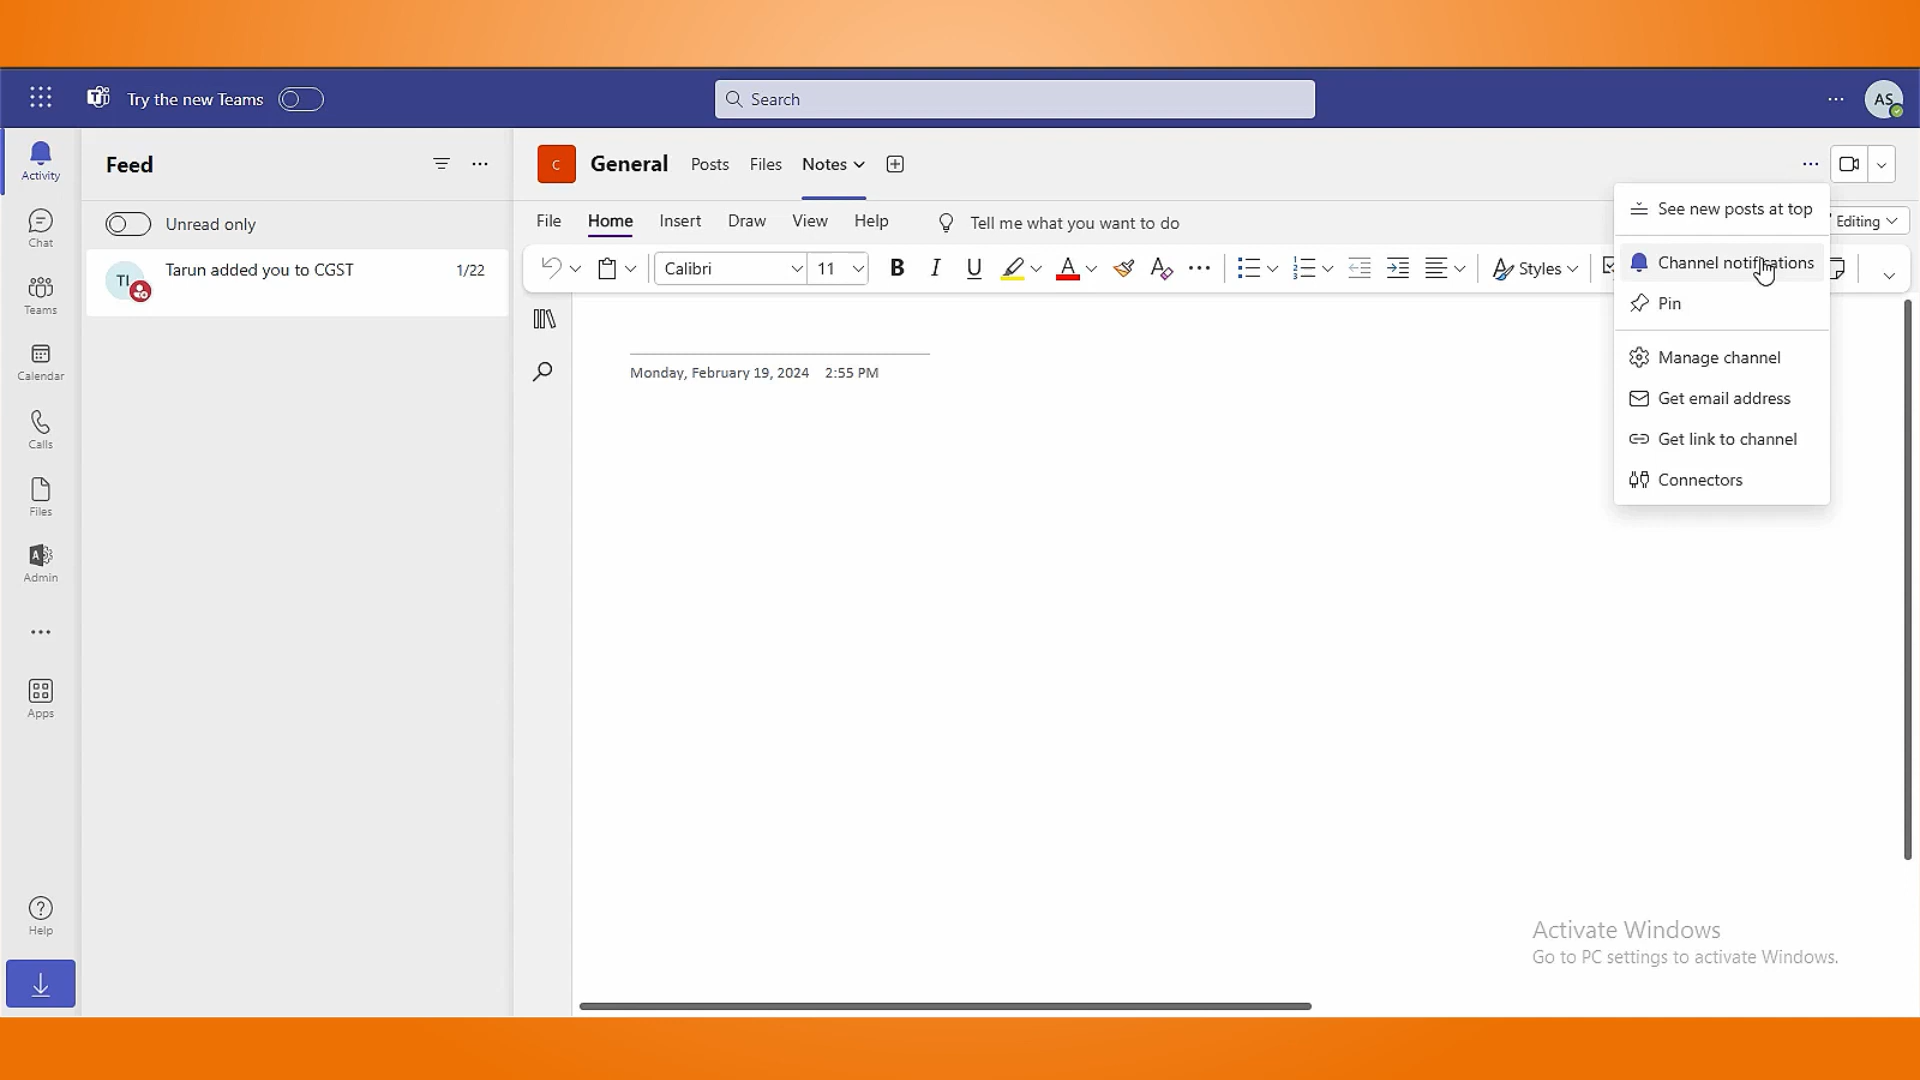 Try the new Teams
Search
AS
Activity
Chat
Teams
Calendar
Calls
Files
Admin
Apps
Help
Feed
Unread only
TI
Tarun added you to CGST
1/22
C
General
Posts
Files
Notes
File
Home
Insert
Draw
View
Help
Tell me what you want to do
Editing
Calibri
11
B
I
U
A
A
Styles
Monday, February 19, 2024 2:55 PM
See new posts at top
Channel notifications
Pin
Manage channel
Get email address
Get link to channel
Connectors
Activate Windows
Go to PC settings to activate Windows.